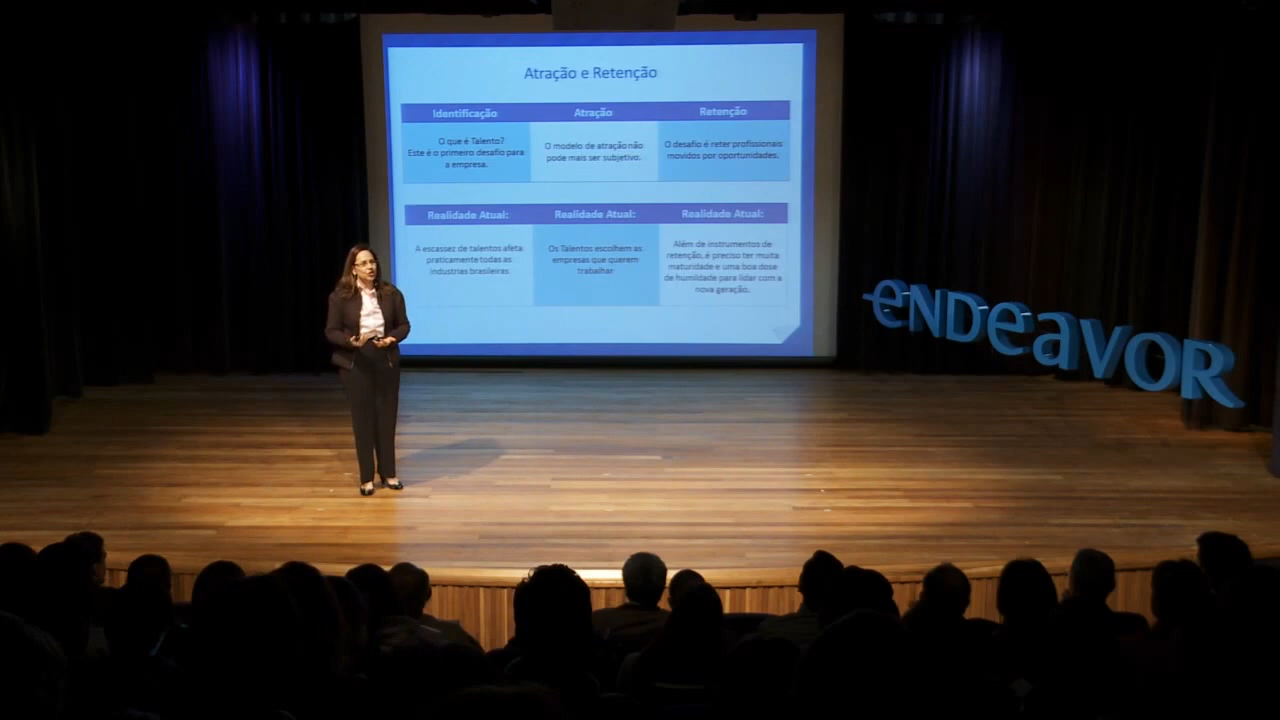 Atração e Retenção
Identificação
Atração
Retenção
O que é Talento?
Este é o primeiro desafio para
a empresa.
O modelo de atração não
pode mais ser subjetivo.
O desafio é reter profissionais
movidos por oportunidades.
Realidade Atual:
Realidade Atual:
Realidade Atual:
A escassez de talentos afeta
praticamente todas as
industrias brasileiras
Os Talentos escolhem as
empresas que querem
trabalhar
Além de instrumentos de
retenção, é preciso ter muita
maturidade e uma boa dose
de humildade para lidar com a
nova geração.
eNDeaVOR